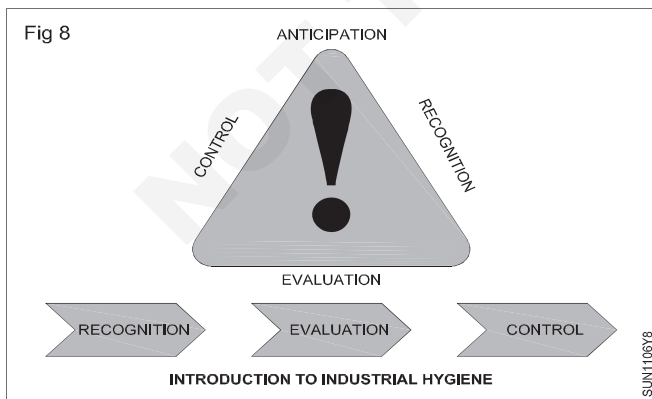 Fig 8
ANTICIPATION
CONTROL
RECOGNITION
EVALUATION
RECOGNITION
EVALUATION
CONTROL
INTRODUCTION TO INDUSTRIAL HYGIENE
SUN1106Y8